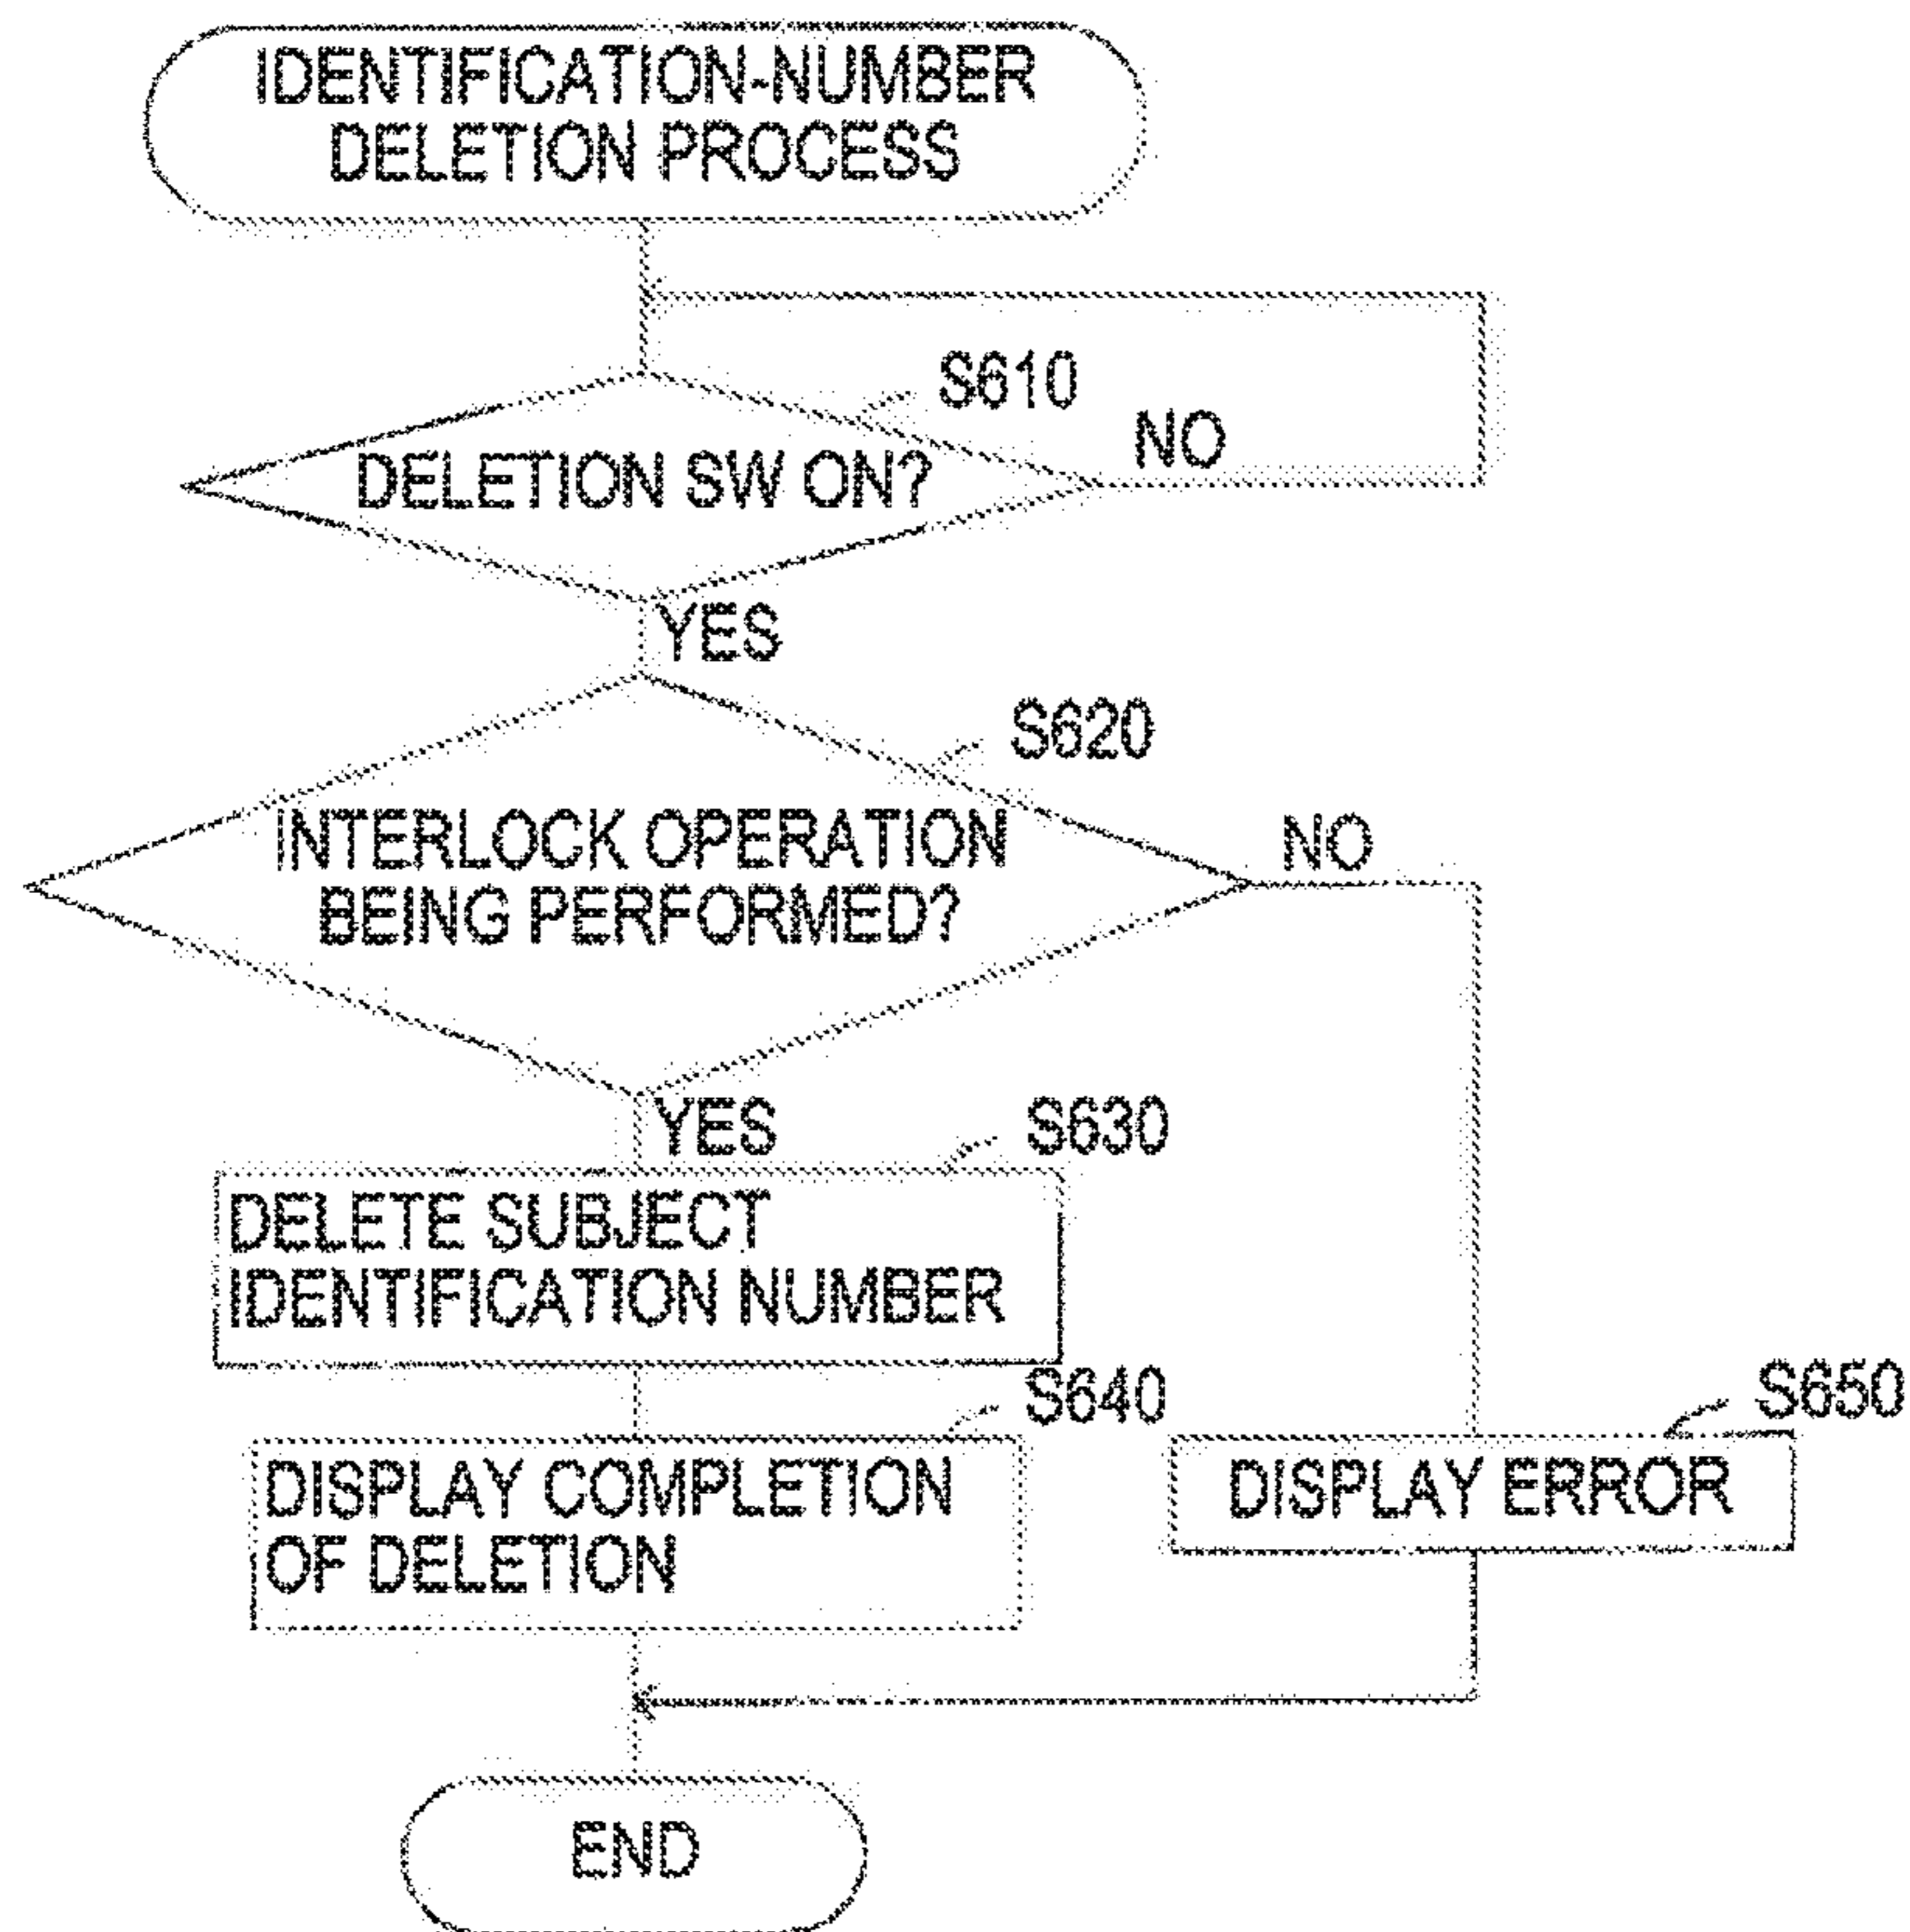 IDENTIFICATION-NUMBER
DELETION PROCESS
S610
DELETION SW ON?
NO
YES
S620
INTERLOCK OPERATION
BEING PERFORMED?
NO
YES
S630
DELETE SUBJECT
IDENTIFICATION NUMBER
S640
DISPLAY COMPLETION
OF DELETION
S650
DISPLAY ERROR
END